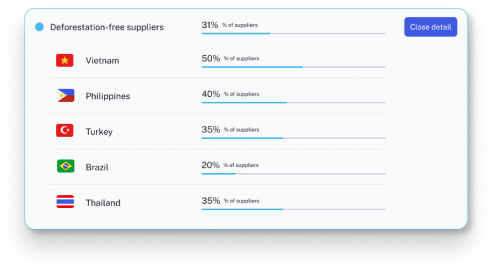 Deforestation-free suppliers 31% % of suppliers Close detail
Vietnam 50% % of suppliers
Philippines 40% % of suppliers
Turkey 35% % of suppliers
Brazil 20% % of suppliers
Thailand 35% % of suppliers